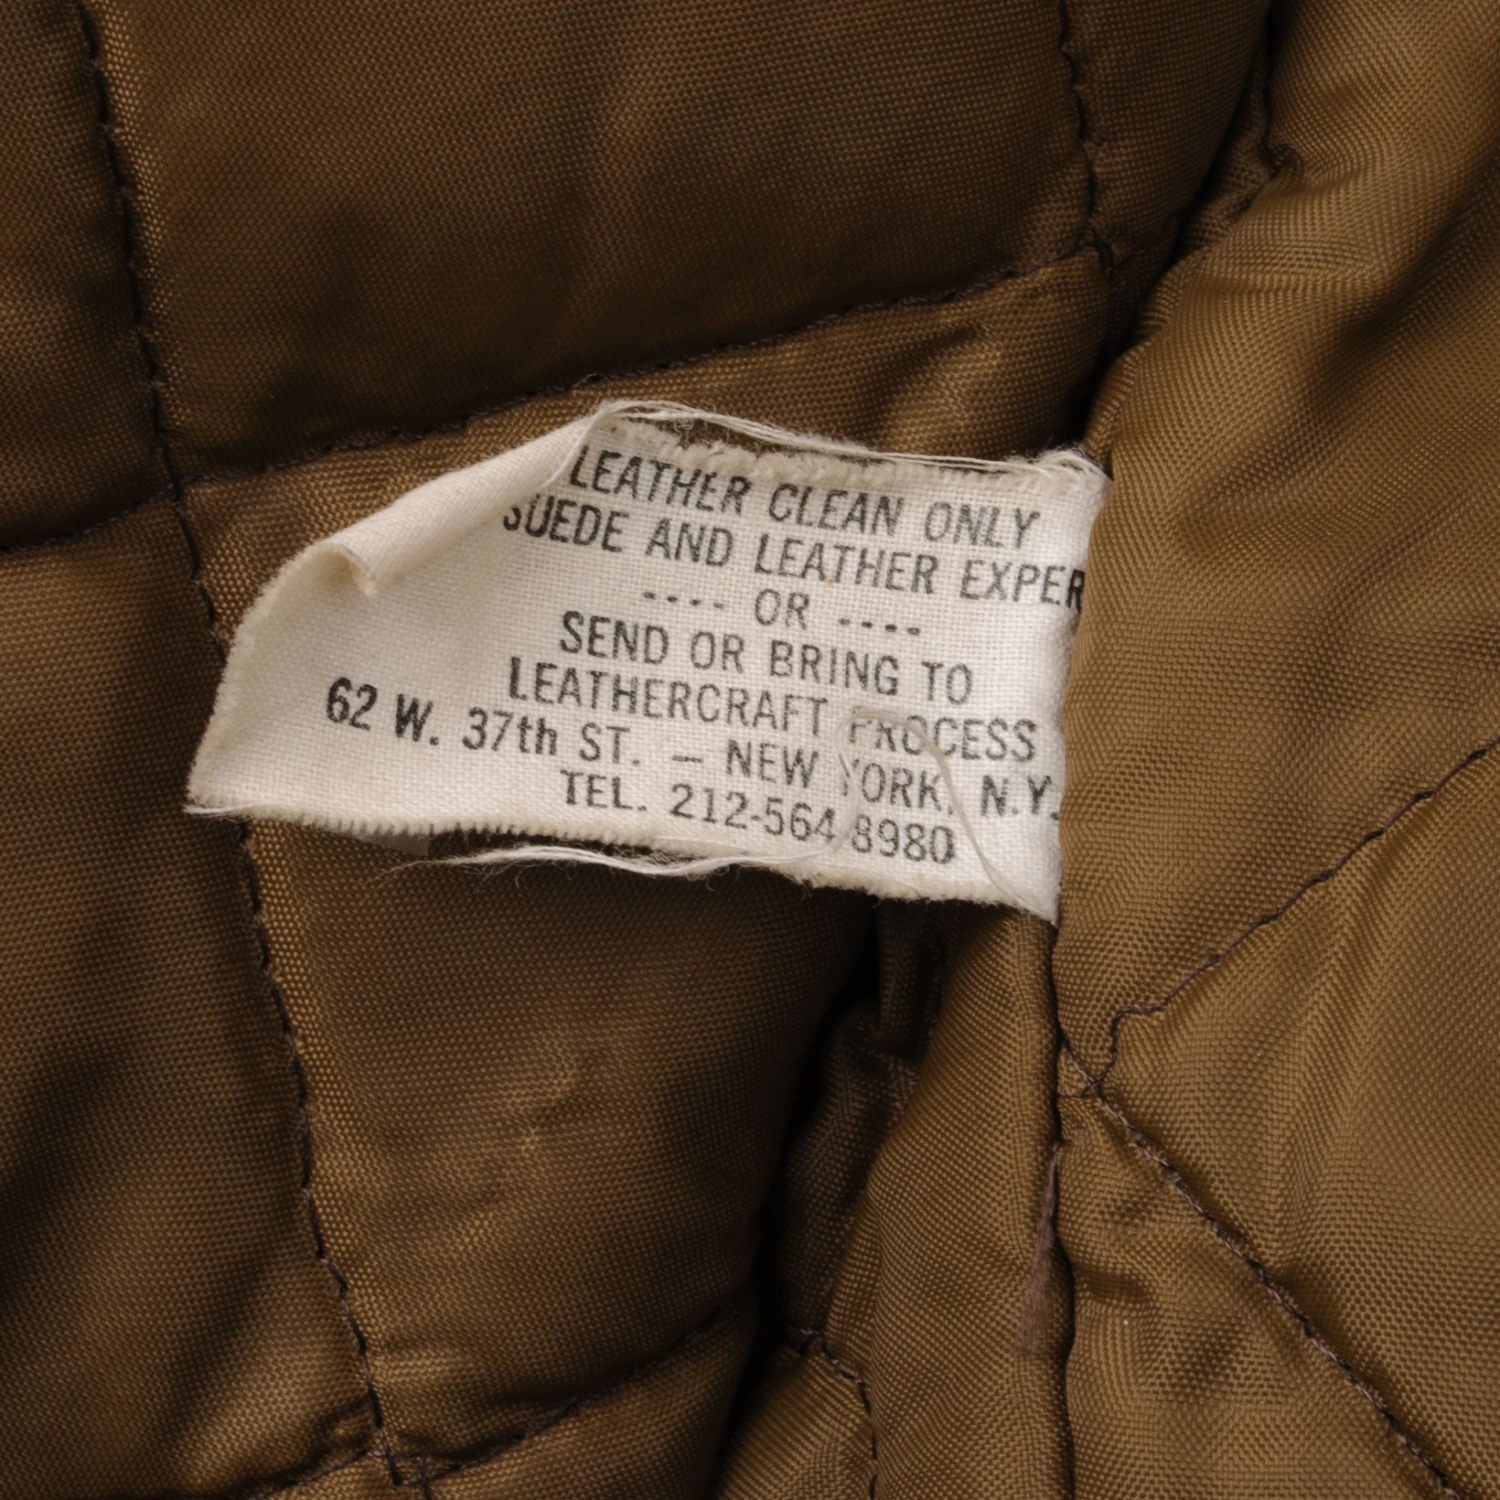 LEATHER CLEAN ONLY
SUEDE AND LEATHER EXPER
---- OR ----
SEND OR BRING TO
LEATHERCRAFT PROCESS
62 W. 37th ST. — NEW YORK, N.Y.
TEL. 212-564-8980